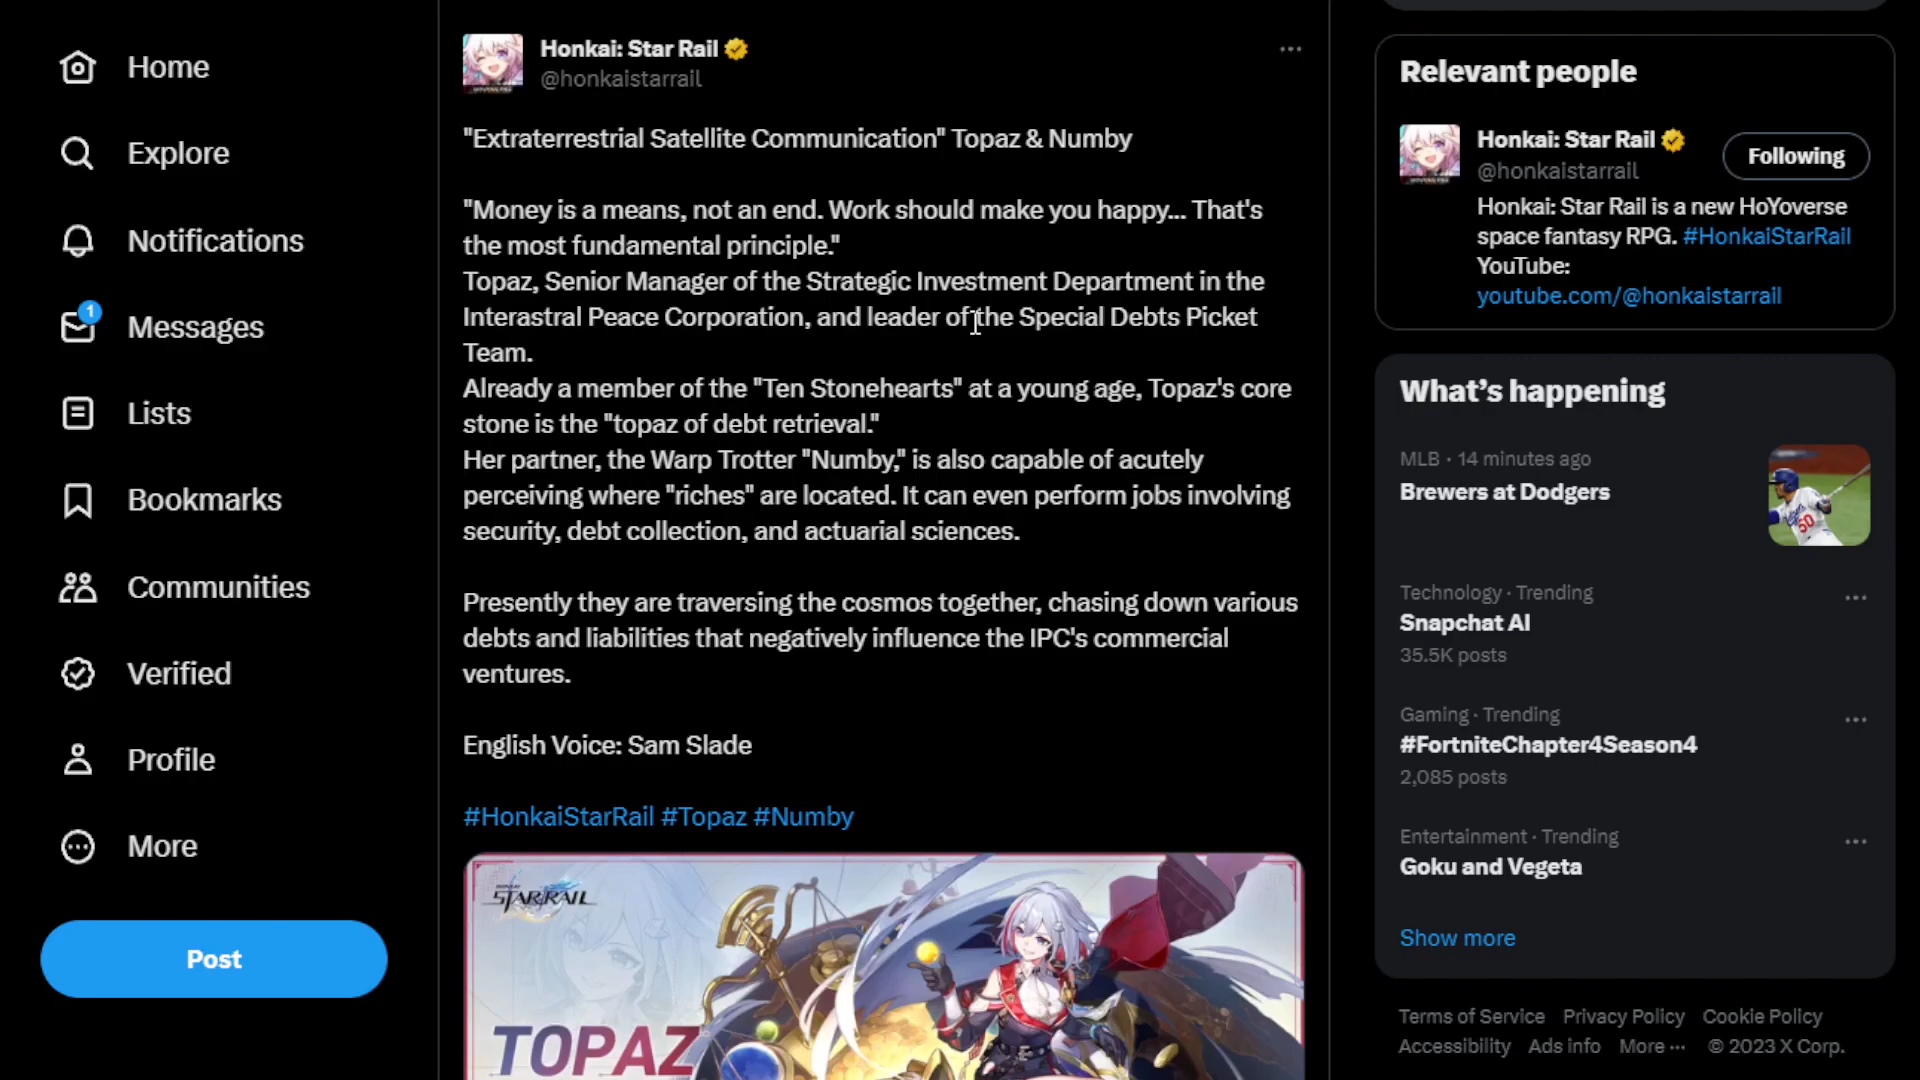 Home
Explore
Notifications
1
Messages
Lists
Bookmarks
Communities
Verified
Profile
More
Post
Honkai: Star Rail
@honkaistarrail
"Extraterrestrial Satellite Communication" Topaz & Numby
"Money is a means, not an end. Work should make you happy... That's
the most fundamental principle."
Topaz, Senior Manager of the Strategic Investment Department in the
Interastral Peace Corporation, and leader of the Special Debts Picket
Team.
Already a member of the "Ten Stonehearts" at a young age, Topaz's core
stone is the "topaz of debt retrieval."
Her partner, the Warp Trotter "Numby," is also capable of acutely
perceiving where "riches" are located. It can even perform jobs involving
security, debt collection, and actuarial sciences.
Presently they are traversing the cosmos together, chasing down various
debts and liabilities that negatively influence the IPC's commercial
ventures.
English Voice: Sam Slade
#HonkaiStarRail #Topaz #Numby
HONKAI
STAR RAIL
TOPAZ
Relevant people
Honkai: Star Rail
@honkaistarrail
Following
Honkai: Star Rail is a new HoYoverse
space fantasy RPG. #HonkaiStarRail
YouTube:
youtube.com/@honkaistarrail
What's happening
MLB · 14 minutes ago
Brewers at Dodgers
50
Technology · Trending
Snapchat AI
35.5K posts
Gaming · Trending
#FortniteChapter4Season4
2,085 posts
Entertainment · Trending
Goku and Vegeta
Show more
Terms of Service Privacy Policy Cookie Policy
Accessibility Ads info More ··· © 2023 X Corp.